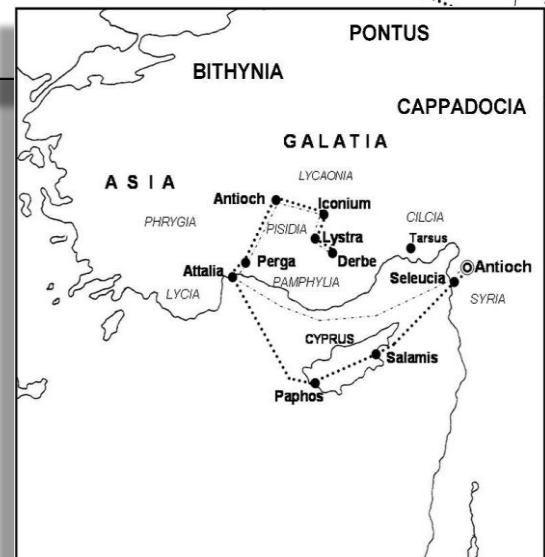 PONTUS
BITHYNIA
CAPPADOCIA
GALATIA
LYCAONIA
ASIA
Antioch
Iconium
PHRYGIA
PISIDIA
CILCIA
Lystra
Tarsus
Perga
Derbe
Antioch
Attalia
PAMPHYLIA
Seleucia
LYCIA
SYRIA
CYPRUS
Salamis
Paphos